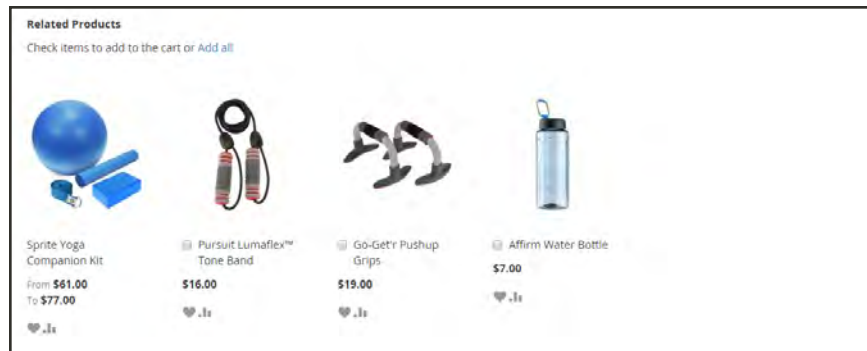 Related Products
Check items to add to the cart or Add all
Sprite Yoga
Companion Kit
From $61.00
To $77.00
Pursuit Lumaflex™
Tone Band
$16.00
Go-Get'r Pushup
Grips
$19.00
Affirm Water Bottle
$7.00